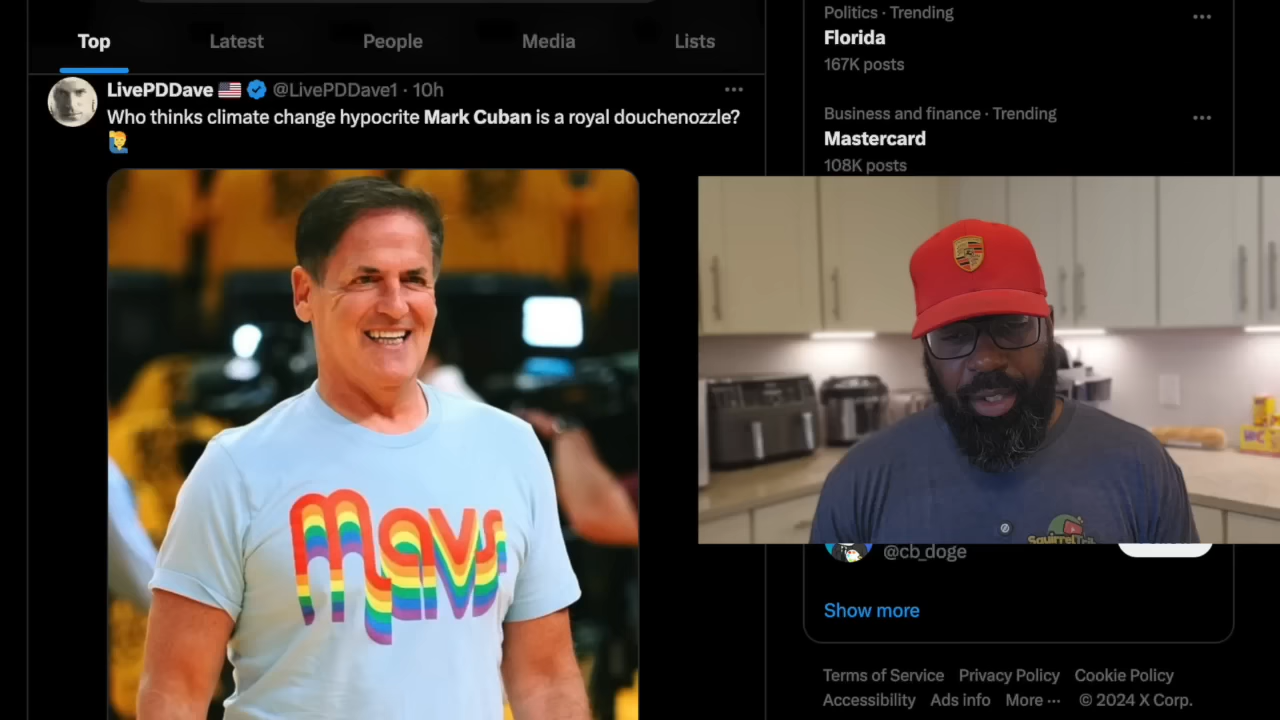 Top
Latest
People
Media
Lists
LivePDDave 🇺🇸 @LivePDDave1 · 10h
Who thinks climate change hypocrite Mark Cuban is a royal douchenozzle?
🙋‍♂️
Mavs
Politics · Trending
Florida
167K posts
Business and finance · Trending
Mastercard
108K posts
@cb_doge
Show more
Terms of Service Privacy Policy Cookie Policy
Accessibility Ads info More ··· © 2024 X Corp.